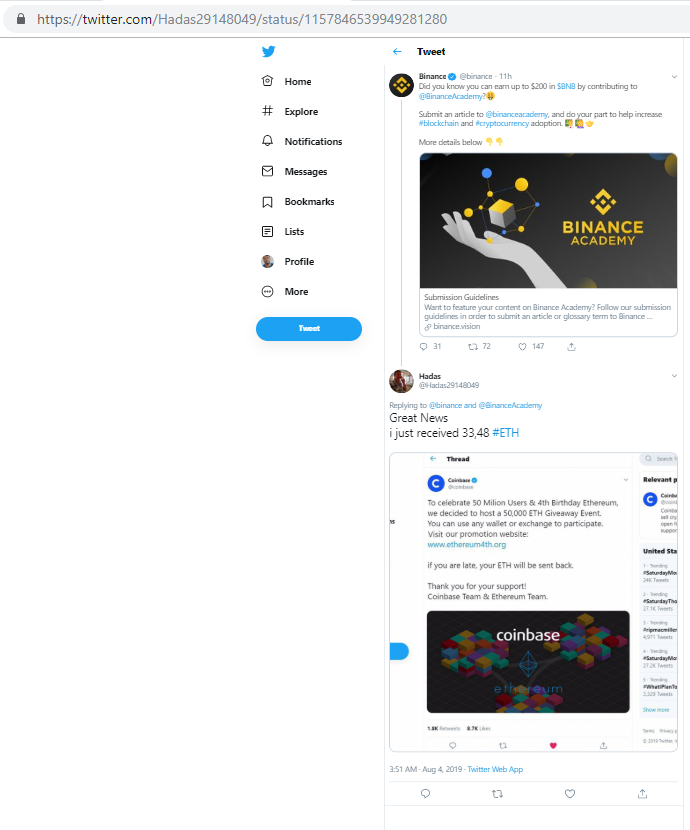 https://twitter.com/Hadas29148049/status/1157846539949281280
Home
Explore
Notifications
Messages
Bookmarks
Lists
Profile
More
Tweet
Tweet
Binance @binance · 11h
Did you know you can earn up to $200 in $BNB by contributing to
@BinanceAcademy?
Submit an article to @binanceacademy, and do your part to help increase
#blockchain and #cryptocurrency adoption.
More details below
BINANCE
ACADEMY
Submission Guidelines
Want to feature your content on Binance Academy? Follow our submission
guidelines in order to submit an article or glossary term to Binance ...
binance.vision
31 72 147
Hadas
@Hadas29148049
Replying to @binance and @BinanceAcademy
Great News
i just received 33,48 #ETH
Thread
Coinbase
@coinbase
To celebrate 50 Milion Users & 4th Birthday Ethereum,
we decided to host a 50,000 ETH Giveaway Event.
You can use any wallet or exchange to participate.
Visit our promotion website:
www.ethereum4th.org
if you are late, your ETH will be sent back.
Thank you for your support!
Coinbase Team & Ethereum Team.
coinbase
ethereum
1.8K Retweets 8.7K Likes
Search T
Relevant p
Coinba
@coin
Coinba
sell cry
open f
suppor
United Sta
1 · Trending
#SaturdayMo
24K Tweets
2 · Trending
#SaturdayTho
27.1K Tweets
3 · Trending
#ripmacmiller
4,971 Tweets
4 · Trending
#SaturdayMo
27.2K Tweets
5 · Trending
#WhatIPlanTo
3,329 Tweets
Show more
Terms Privacy p
© 2019 Twitter,
3:51 AM · Aug 4, 2019 · Twitter Web App